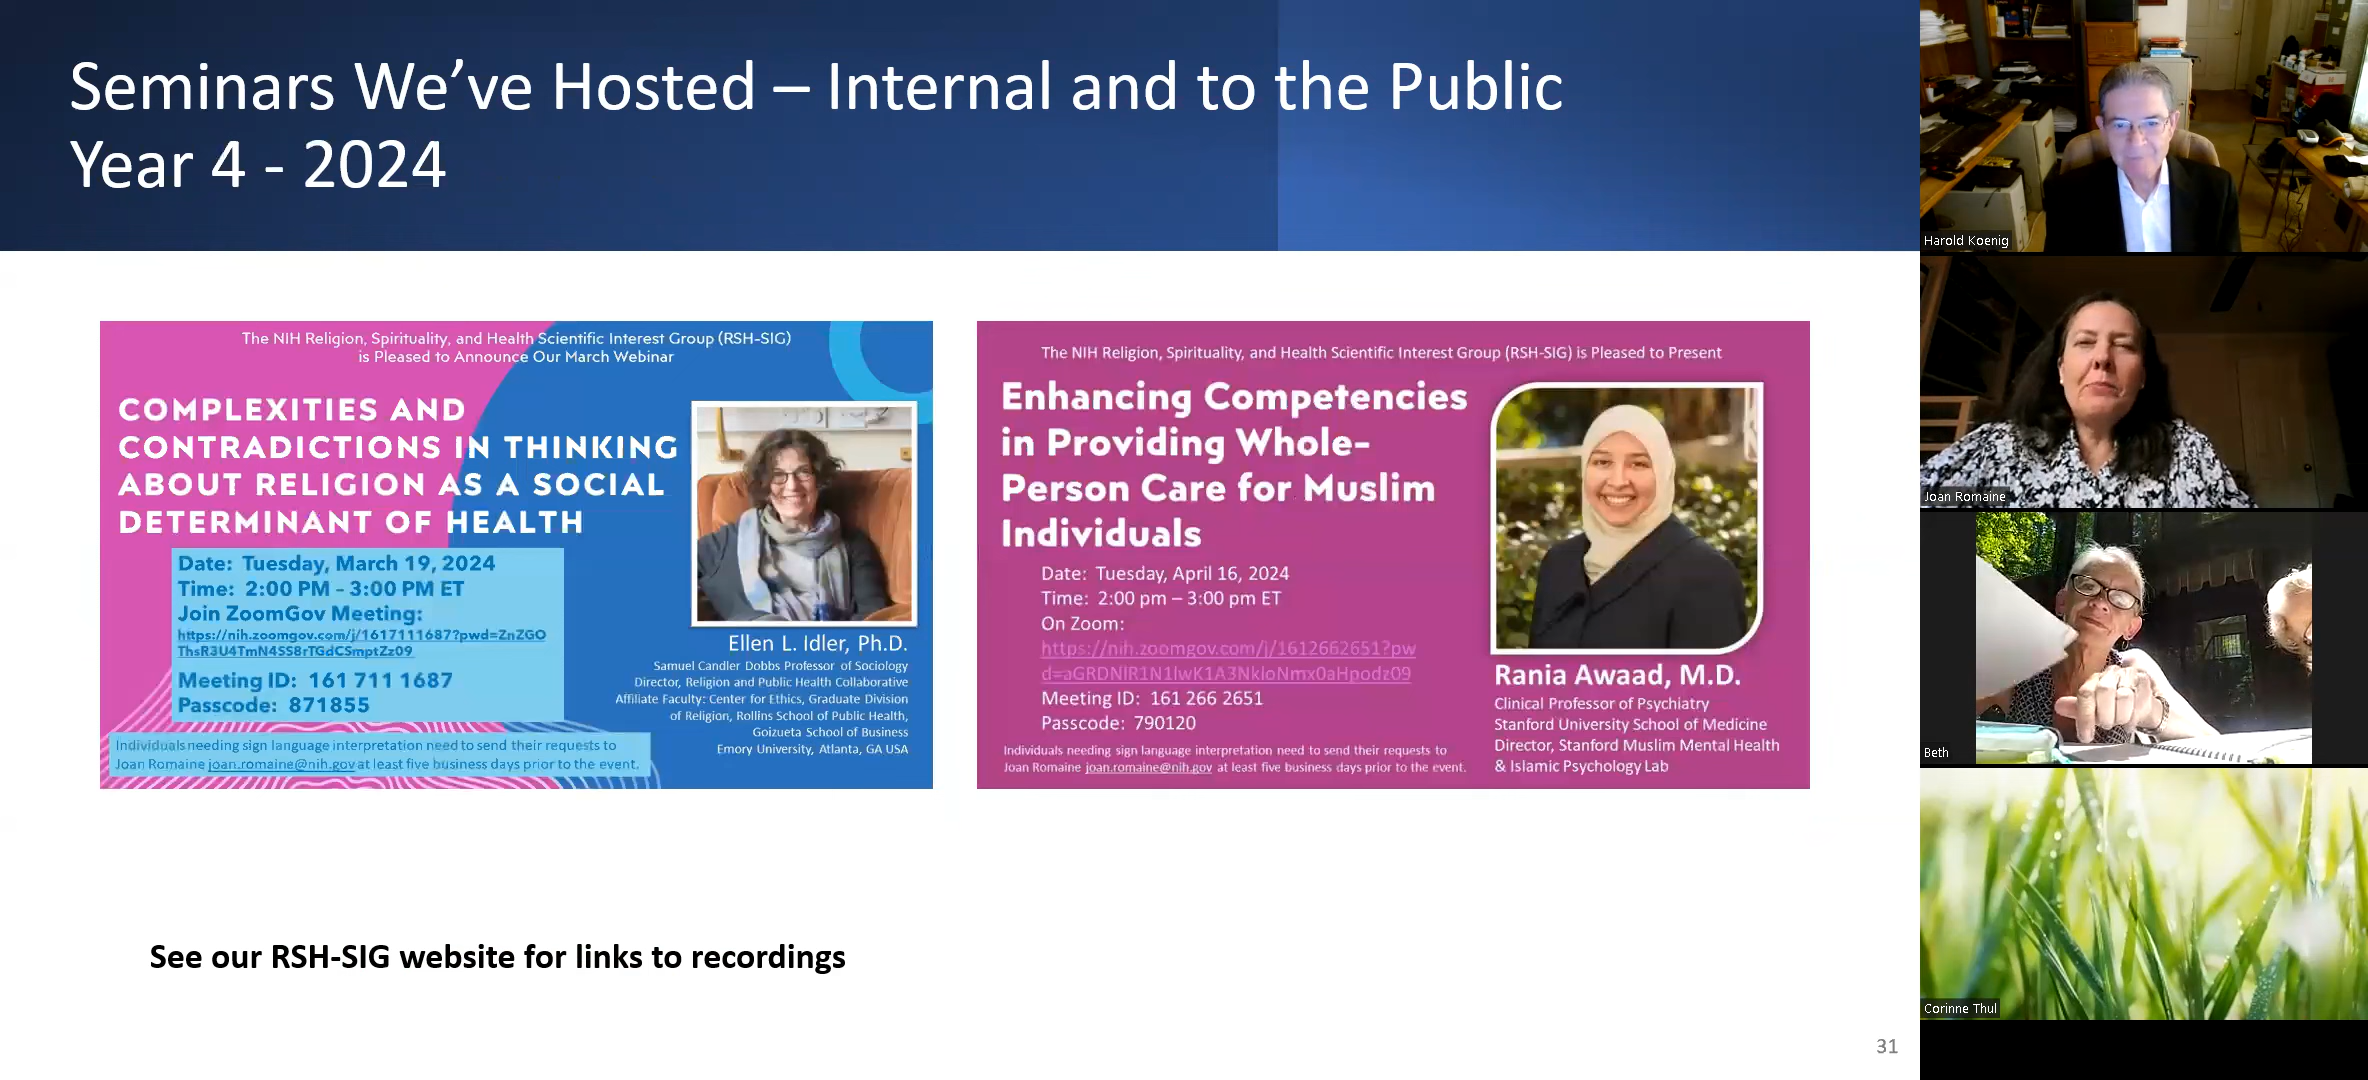 Seminars We’ve Hosted – Internal and to the Public
Year 4 - 2024
The NIH Religion, Spirituality, and Health Scientific Interest Group (RSH-SIG)
is Pleased to Announce Our March Webinar
COMPLEXITIES AND
CONTRADICTIONS IN THINKING
ABOUT RELIGION AS A SOCIAL
DETERMINANT OF HEALTH
Date: Tuesday, March 19, 2024
Time: 2:00 PM – 3:00 PM ET
Join ZoomGov Meeting:
https://nih.zoomgov.com/j/1617111687?pwd=ZnZGO
ThsR3U4TmN4SS8rTGdCSmptZz09
Meeting ID: 161 711 1687
Passcode: 871855
Individuals needing sign language interpretation need to send their requests to
Joan Romaine joan.romaine@nih.gov at least five business days prior to the event.
Ellen L. Idler, Ph.D.
Samuel Candler Dobbs Professor of Sociology
Director, Religion and Public Health Collaborative
Affiliate Faculty: Center for Ethics, Graduate Division
of Religion, Rollins School of Public Health,
Goizueta School of Business
Emory University, Atlanta, GA USA
The NIH Religion, Spirituality, and Health Scientific Interest Group (RSH-SIG) is Pleased to Present
Enhancing Competencies
in Providing Whole-
Person Care for Muslim
Individuals
Date: Tuesday, April 16, 2024
Time: 2:00 pm – 3:00 pm ET
On Zoom:
https://nih.zoomgov.com/j/1612662651?pw
d=aGRDNlR1N1lwK1A3NkloNmx0aHpodz09
Meeting ID: 161 266 2651
Passcode: 790120
Individuals needing sign language interpretation need to send their requests to
Joan Romaine joan.romaine@nih.gov at least five business days prior to the event.
Rania Awaad, M.D.
Clinical Professor of Psychiatry
Stanford University School of Medicine
Director, Stanford Muslim Mental Health
& Islamic Psychology Lab
See our RSH-SIG website for links to recordings
31
Harold Koenig
Joan Romaine
Beth
Corinne Thul